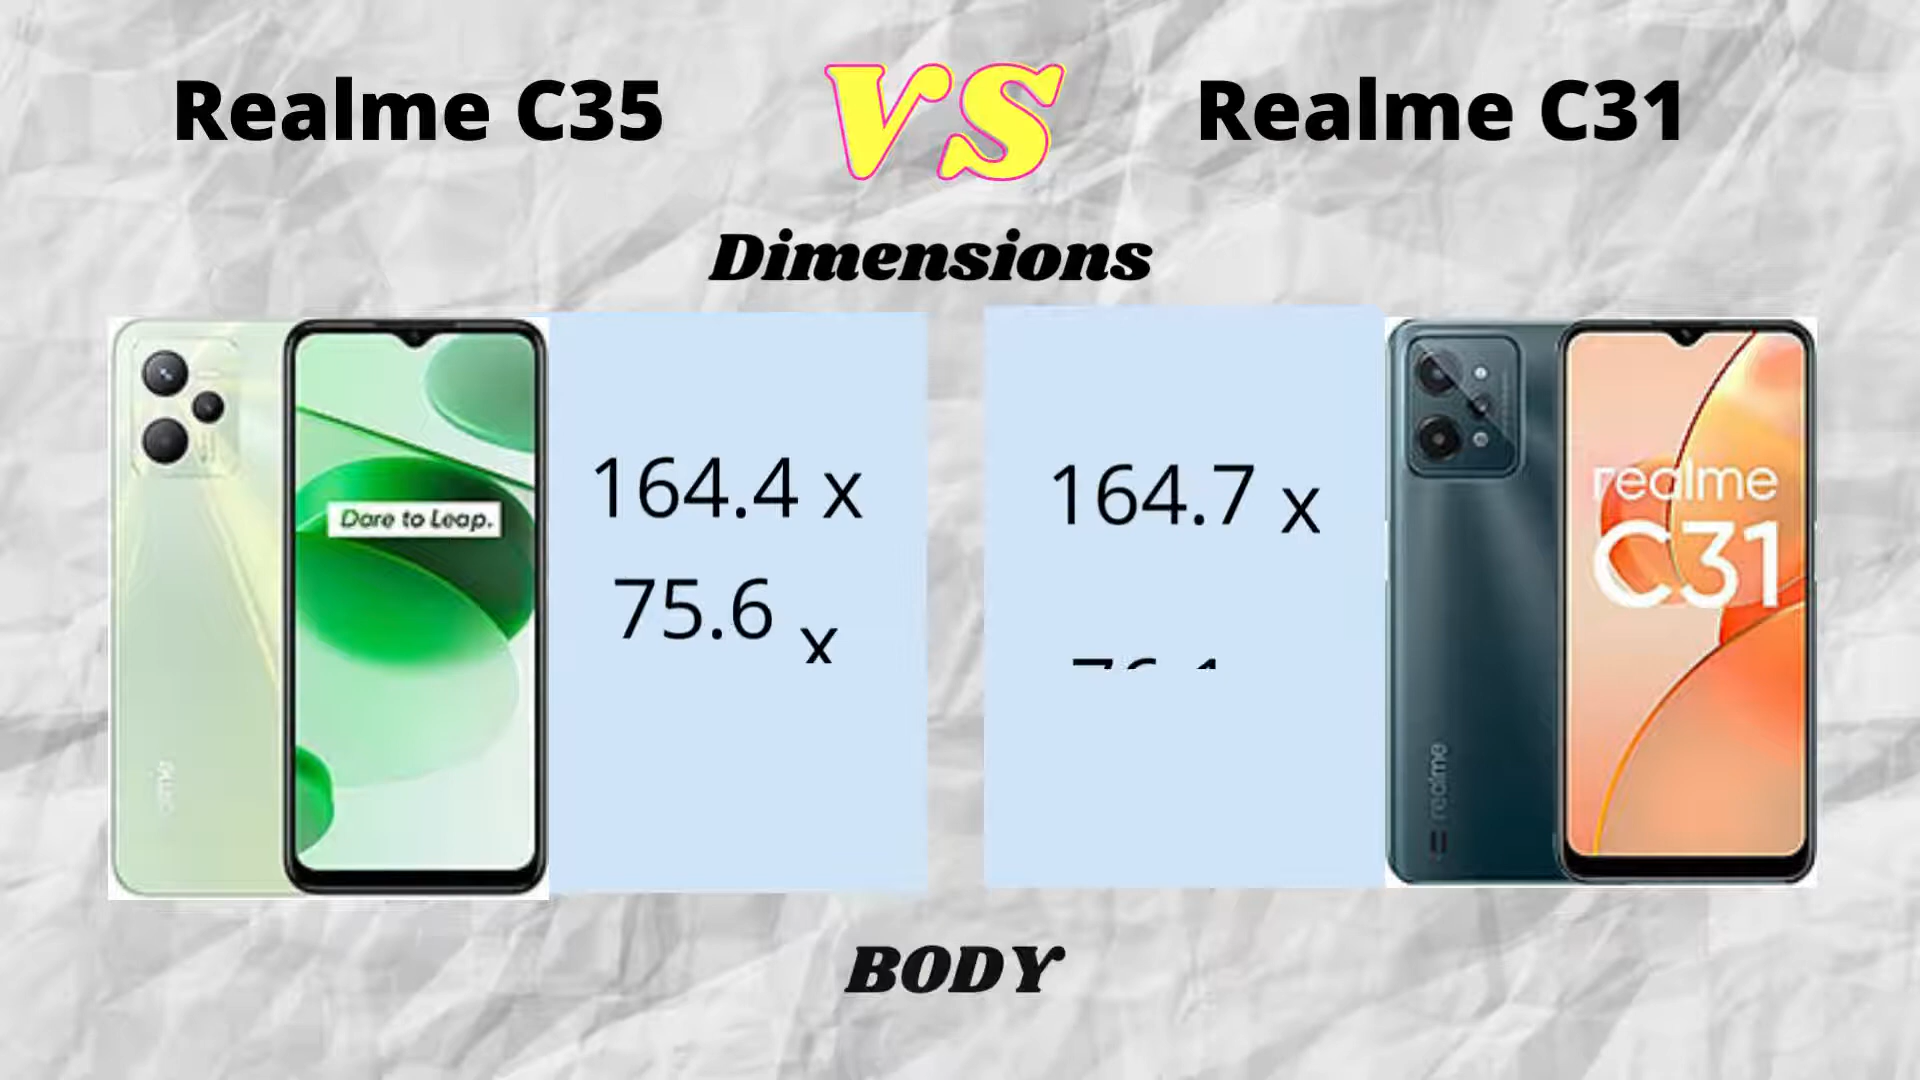 Realme C35 VS Realme C31
Dimensions
164.4 x
75.6 x
164.7 x
Dare to Leap.
realme
C31
realme
BODY